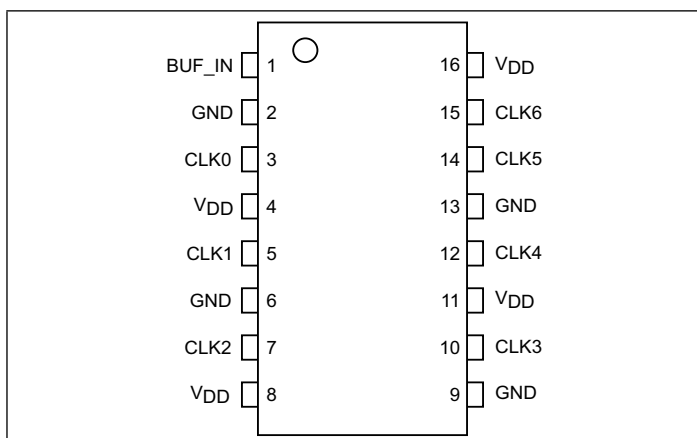 BUF_IN 1 16 VDD
GND 2 15 CLK6
CLK0 3 14 CLK5
VDD 4 13 GND
CLK1 5 12 CLK4
GND 6 11 VDD
CLK2 7 10 CLK3
VDD 8 9 GND